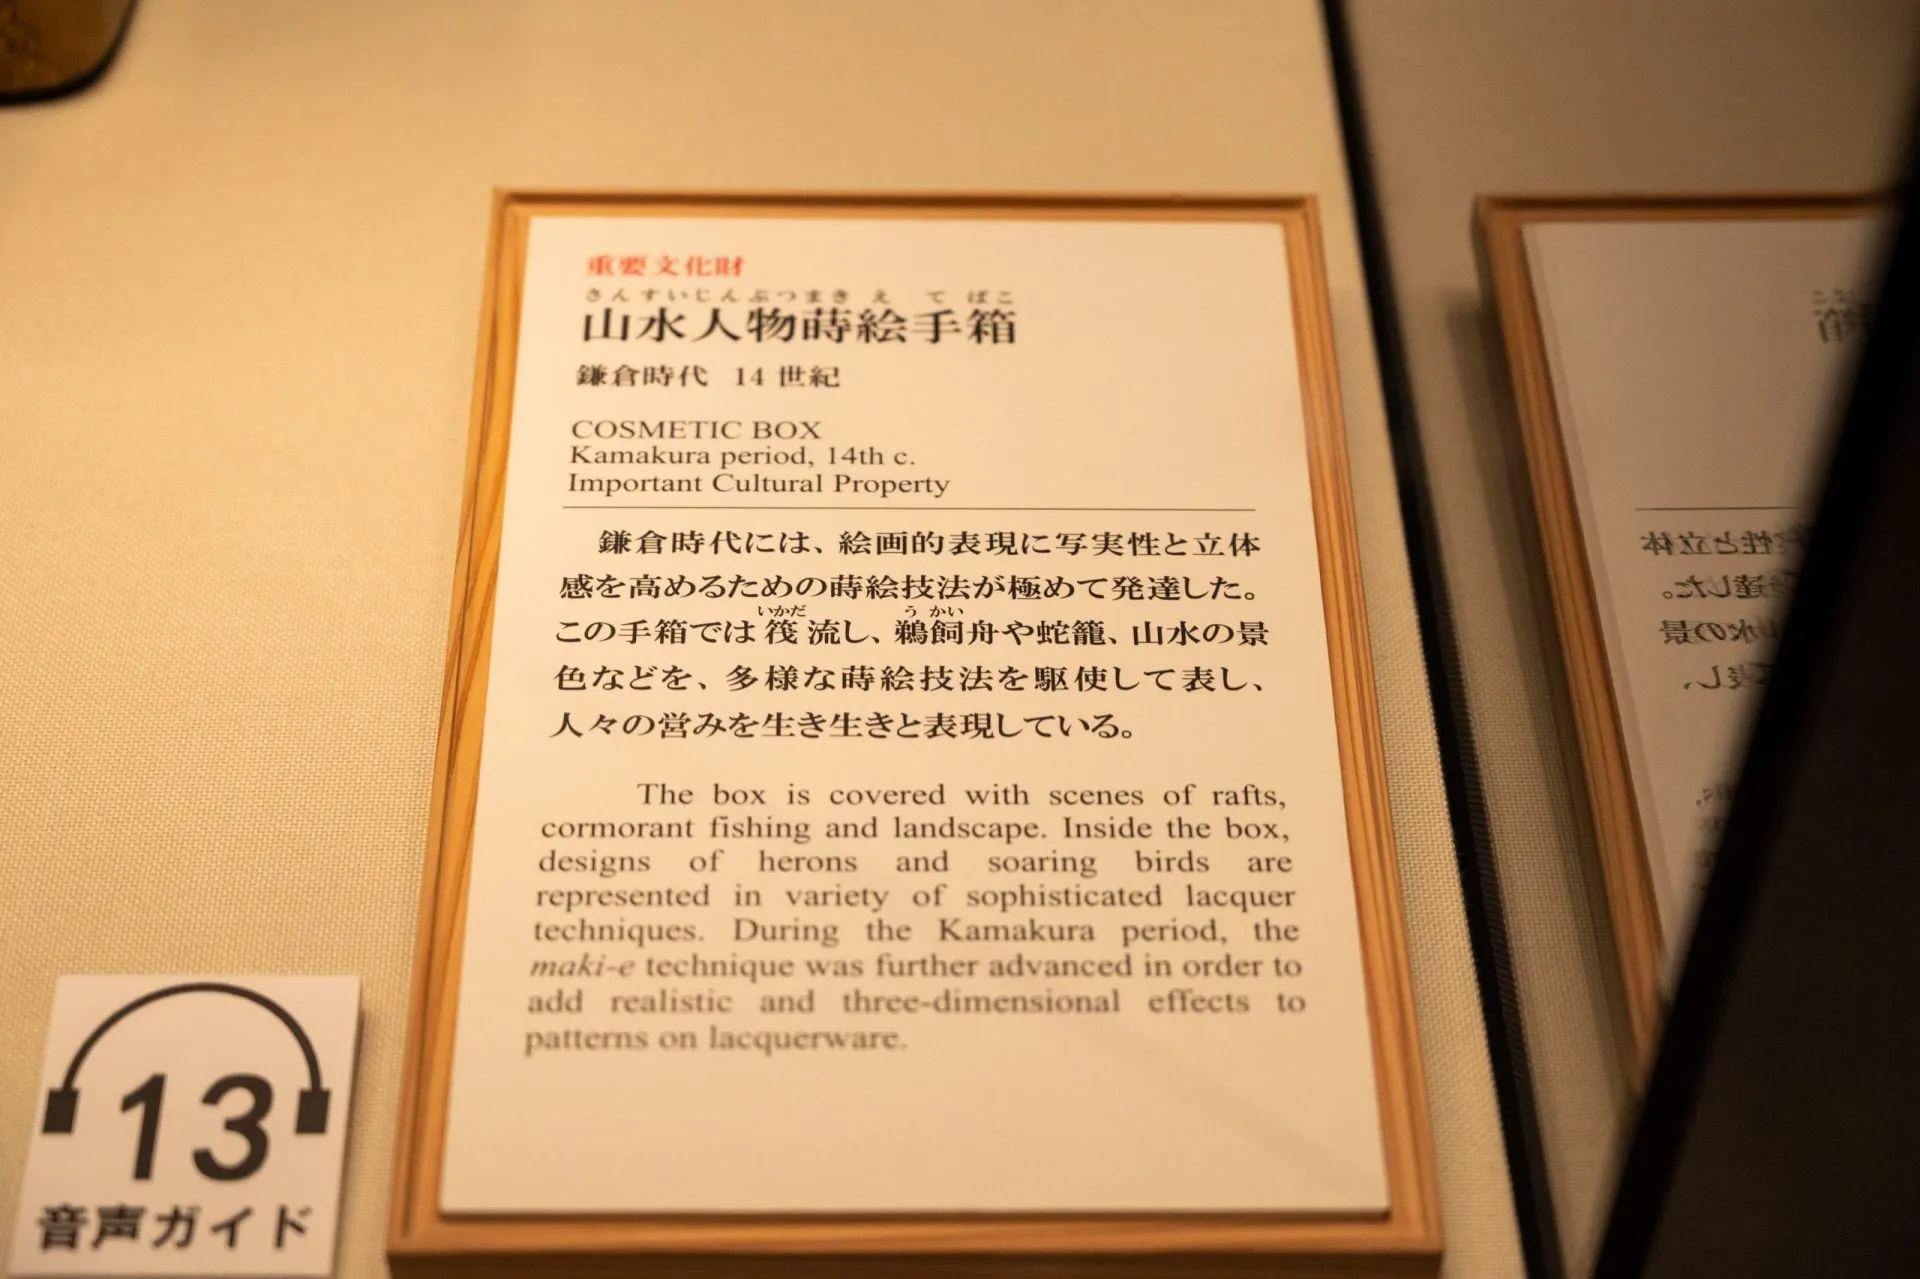 重要文化財
さんすいじんぶつまきえてばこ
山水人物蒔絵手箱
鎌倉時代 14世紀
COSMETIC BOX
Kamakura period, 14th c.
Important Cultural Property
鎌倉時代には、絵画的表現に写実性と立体
感を高めるための蒔絵技法が極めて発達した。
いかだ うかい
この手箱では筏流し、鵜飼舟や蛇籠、山水の景
色などを、多様な蒔絵技法を駆使して表し、
人々の営みを生き生きと表現している。
The box is covered with scenes of rafts,
cormorant fishing and landscape. Inside the box,
designs of herons and soaring birds are
represented in variety of sophisticated lacquer
techniques. During the Kamakura period, the
maki-e technique was further advanced in order to
add realistic and three-dimensional effects to
patterns on lacquerware.
13
音声ガイド